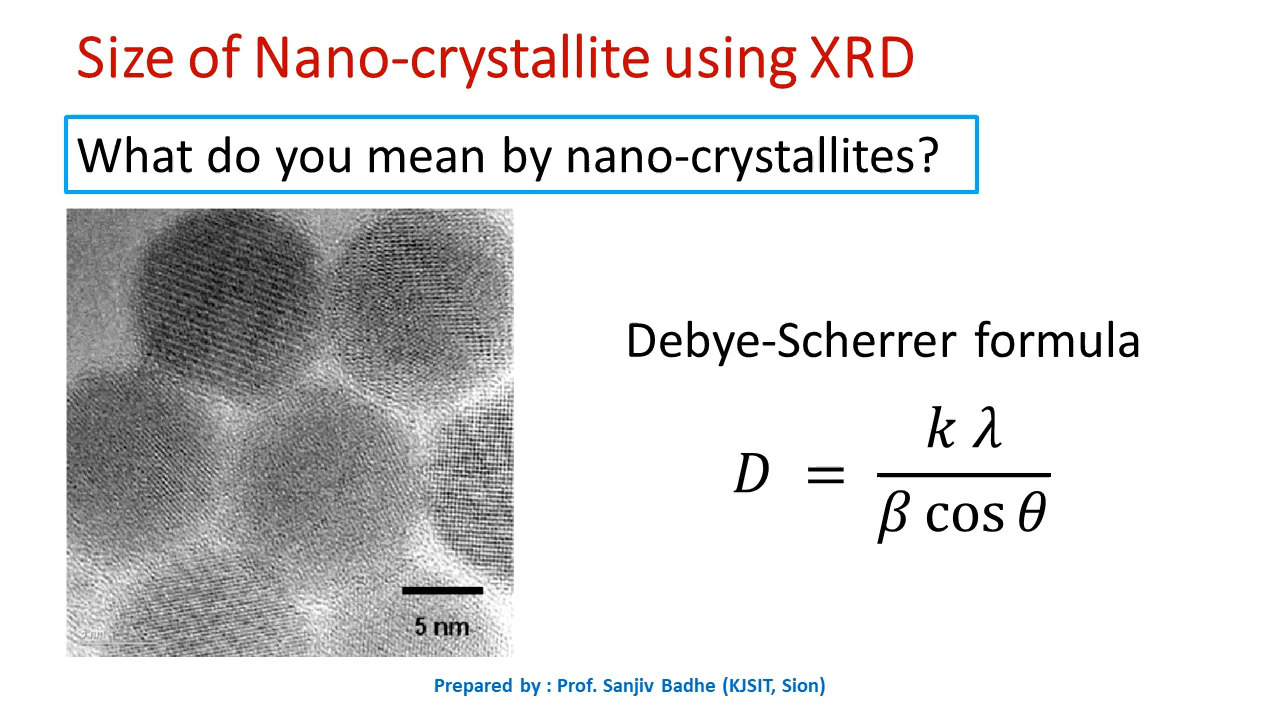 Size of Nano-crystallite using XRD
What do you mean by nano-crystallites?
Debye-Scherrer formula
D = k λ / β cos θ
5 nm
Prepared by : Prof. Sanjiv Badhe (KJSIT, Sion)